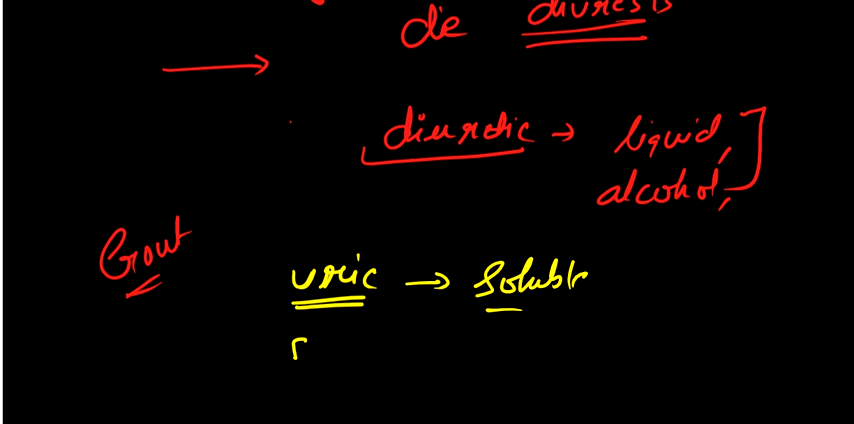 de diuresis
diuretic → liquid,
alcohol,
Gout
uric → Soluble
r